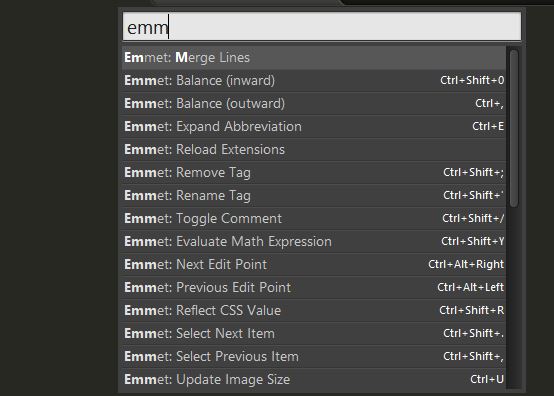 emm
Emmet: Merge Lines
Emmet: Balance (inward) Ctrl+Shift+0
Emmet: Balance (outward) Ctrl+,
Emmet: Expand Abbreviation Ctrl+E
Emmet: Reload Extensions
Emmet: Remove Tag Ctrl+Shift+;
Emmet: Rename Tag Ctrl+Shift+'
Emmet: Toggle Comment Ctrl+Shift+/
Emmet: Evaluate Math Expression Ctrl+Shift+Y
Emmet: Next Edit Point Ctrl+Alt+Right
Emmet: Previous Edit Point Ctrl+Alt+Left
Emmet: Reflect CSS Value Ctrl+Shift+R
Emmet: Select Next Item Ctrl+Shift+.
Emmet: Select Previous Item Ctrl+Shift+,
Emmet: Update Image Size Ctrl+U